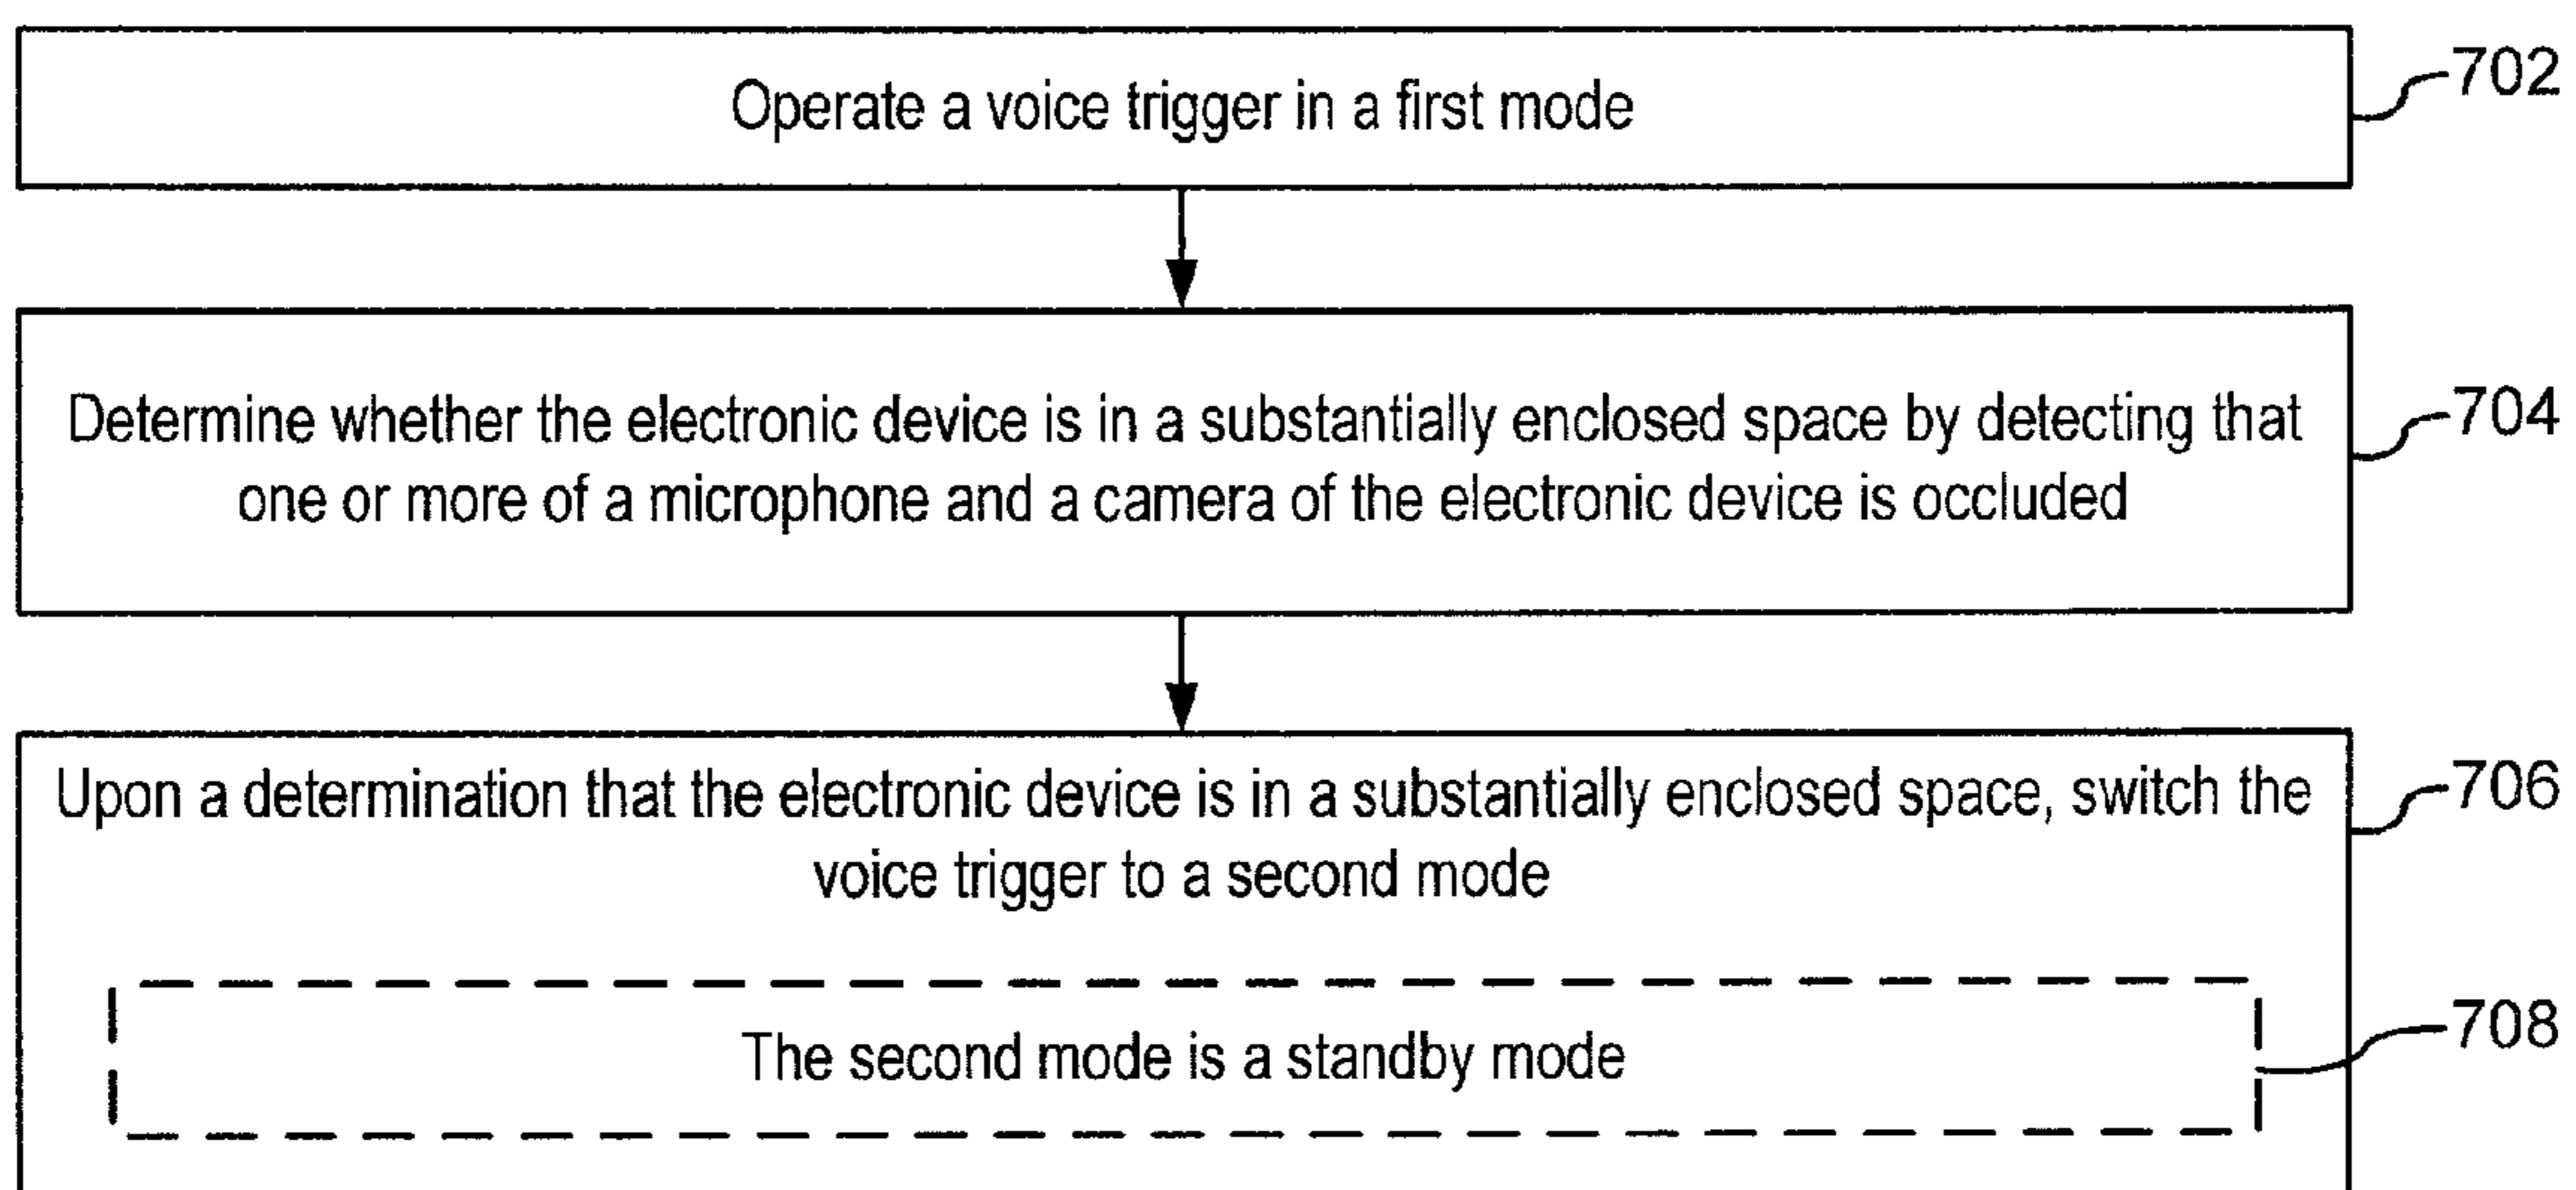 Operate a voice trigger in a first mode
702
Determine whether the electronic device is in a substantially enclosed space by detecting that
one or more of a microphone and a camera of the electronic device is occluded
704
Upon a determination that the electronic device is in a substantially enclosed space, switch the
voice trigger to a second mode
706
The second mode is a standby mode
708